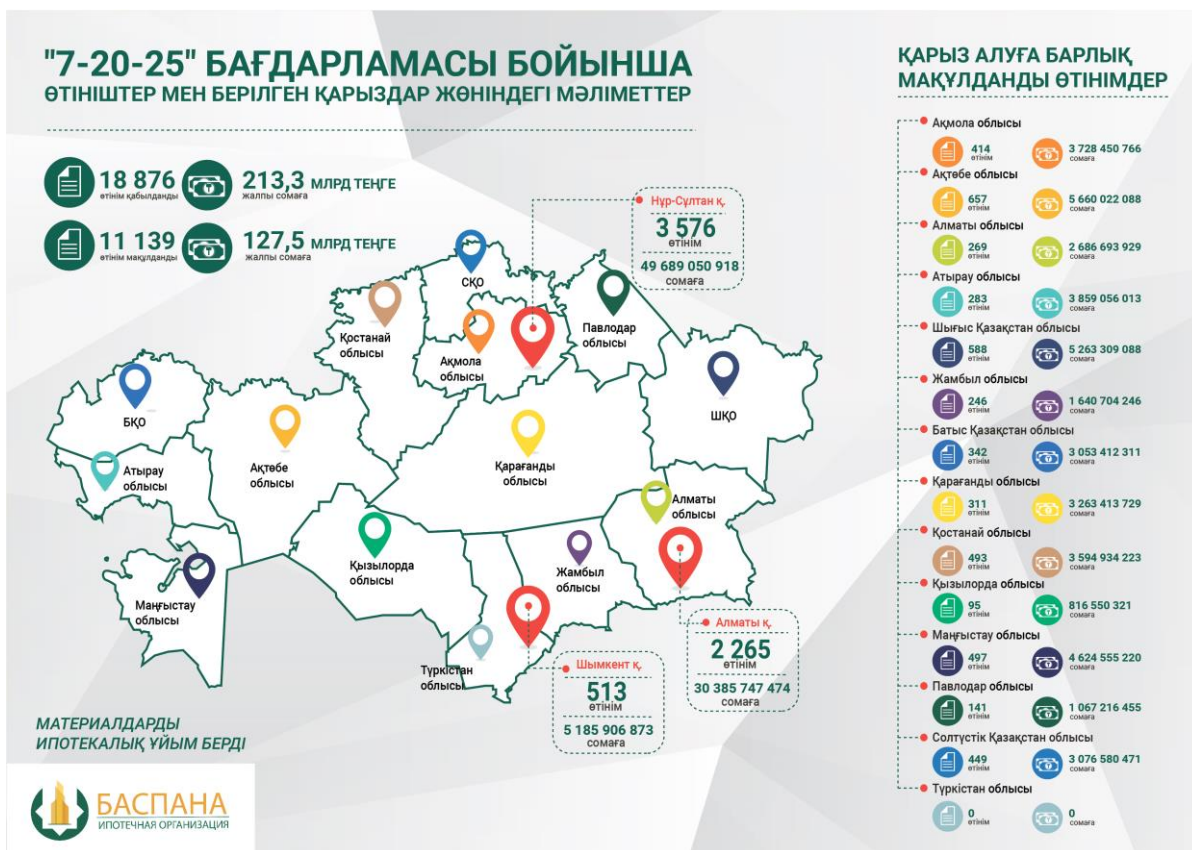 "7-20-25" БАҒДАРЛАМАСЫ БОЙЫНША
ӨТІНІШТЕР МЕН БЕРІЛГЕН ҚАРЫЗДАР ЖӨНІНДЕГІ МӘЛІМЕТТЕР
18 876
өтінім қабылданды
213,3 МЛРД ТЕҢГЕ
жалпы сомаға
11 139
өтінім мақұлданды
127,5 МЛРД ТЕҢГЕ
жалпы сомаға
Нұр-Сұлтан қ.
3 576
өтінім
49 689 050 918
сомаға
СҚО
Қостанай
облысы
Ақмола
облысы
Павлодар
облысы
БҚО
ШҚО
Атырау
облысы
Ақтөбе
облысы
Қарағанды
облысы
Алматы
облысы
Қызылорда
облысы
Жамбыл
облысы
Маңғыстау
облысы
Түркістан
облысы
Шымкент қ.
513
өтінім
5 185 906 873
сомаға
Алматы қ.
2 265
өтінім
30 385 747 474
сомаға
МАТЕРИАЛДАРДЫ
ИПОТЕКАЛЫҚ ҰЙЫМ БЕРДІ
БАСПАНА
ИПОТЕЧНАЯ ОРГАНИЗАЦИЯ
ҚАРЫЗ АЛУҒА БАРЛЫҚ
МАҚҰЛДАНДЫ ӨТІНІМДЕР
Ақмола облысы
414
өтінім
3 728 450 766
сомаға
Ақтөбе облысы
657
өтінім
5 660 022 088
сомаға
Алматы облысы
269
өтінім
2 686 693 929
сомаға
Атырау облысы
283
өтінім
3 859 056 013
сомаға
Шығыс Қазақстан облысы
588
өтінім
5 263 309 088
сомаға
Жамбыл облысы
246
өтінім
1 640 704 246
сомаға
Батыс Қазақстан облысы
342
өтінім
3 053 412 311
сомаға
Қарағанды облысы
311
өтінім
3 263 413 729
сомаға
Қостанай облысы
493
өтінім
3 594 934 223
сомаға
Қызылорда облысы
95
өтінім
816 550 321
сомаға
Маңғыстау облысы
497
өтінім
4 624 555 220
сомаға
Павлодар облысы
141
өтінім
1 067 216 455
сомаға
Солтүстік Қазақстан облысы
449
өтінім
3 076 580 471
сомаға
Түркістан облысы
0
өтінім
0
сомаға